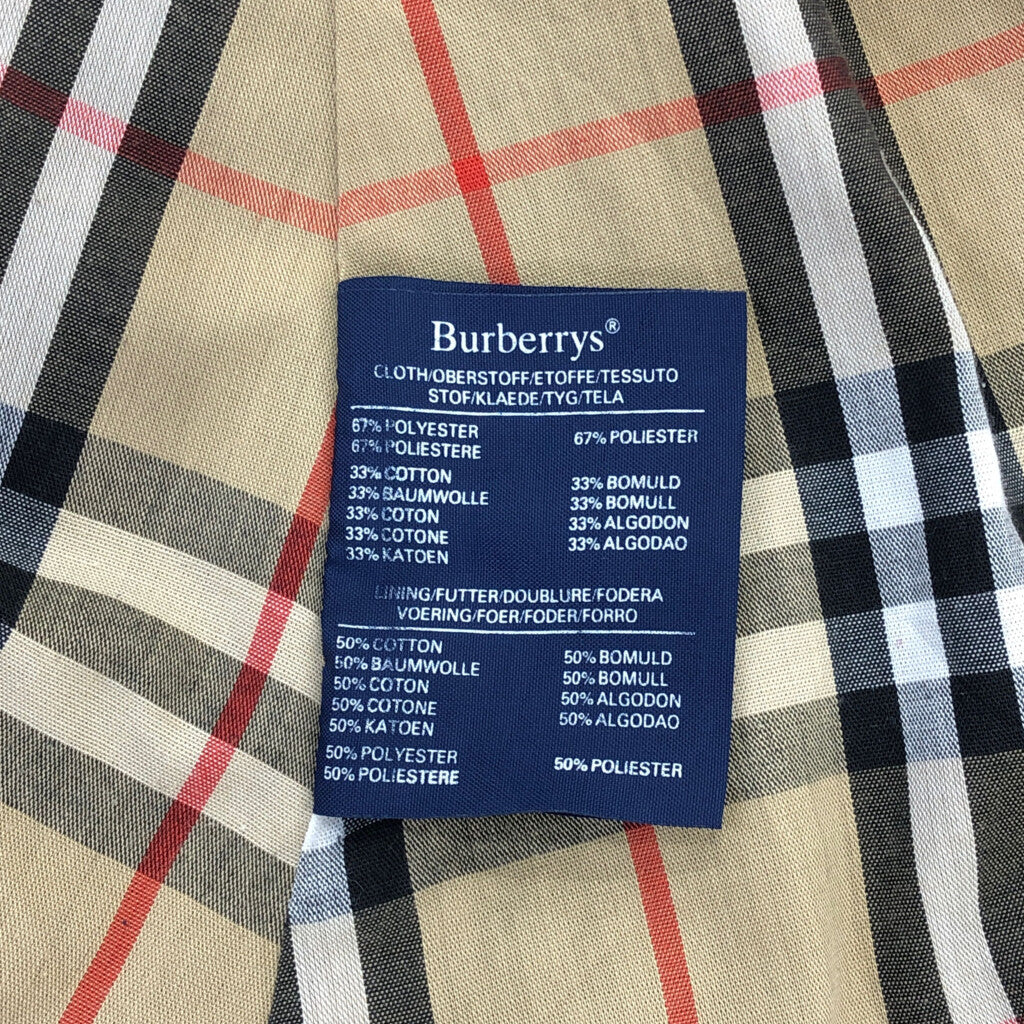 Burberrys®
CLOTH/OBERSTOFF/ETOFFE/TESSUTO
STOF/KLAEDE/TYG/TELA
67% POLYESTER
67% POLIESTERE
67% POLIESTER
33% COTTON
33% BAUMWOLLE
33% COTON
33% COTONE
33% KATOEN
33% BOMULD
33% BOMULL
33% ALGODON
33% ALGODAO
LINING/FUTTER/DOUBLURE/FODERA
VOERING/FOER/FODER/FORRO
50% COTTON
50% BAUMWOLLE
50% COTON
50% COTONE
50% KATOEN
50% BOMULD
50% BOMULL
50% ALGODON
50% ALGODAO
50% POLYESTER
50% POLIESTERE
50% POLIESTER